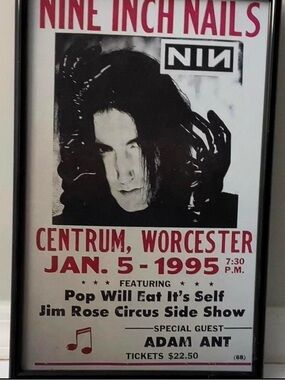 NINE INCH NAILS
NIN
CENTRUM, WORCESTER
JAN. 5 - 1995 7:30 P.M.
* * * FEATURING * * *
Pop Will Eat It's Self
Jim Rose Circus Side Show
SPECIAL GUEST
ADAM ANT
TICKETS $22.50
(88)